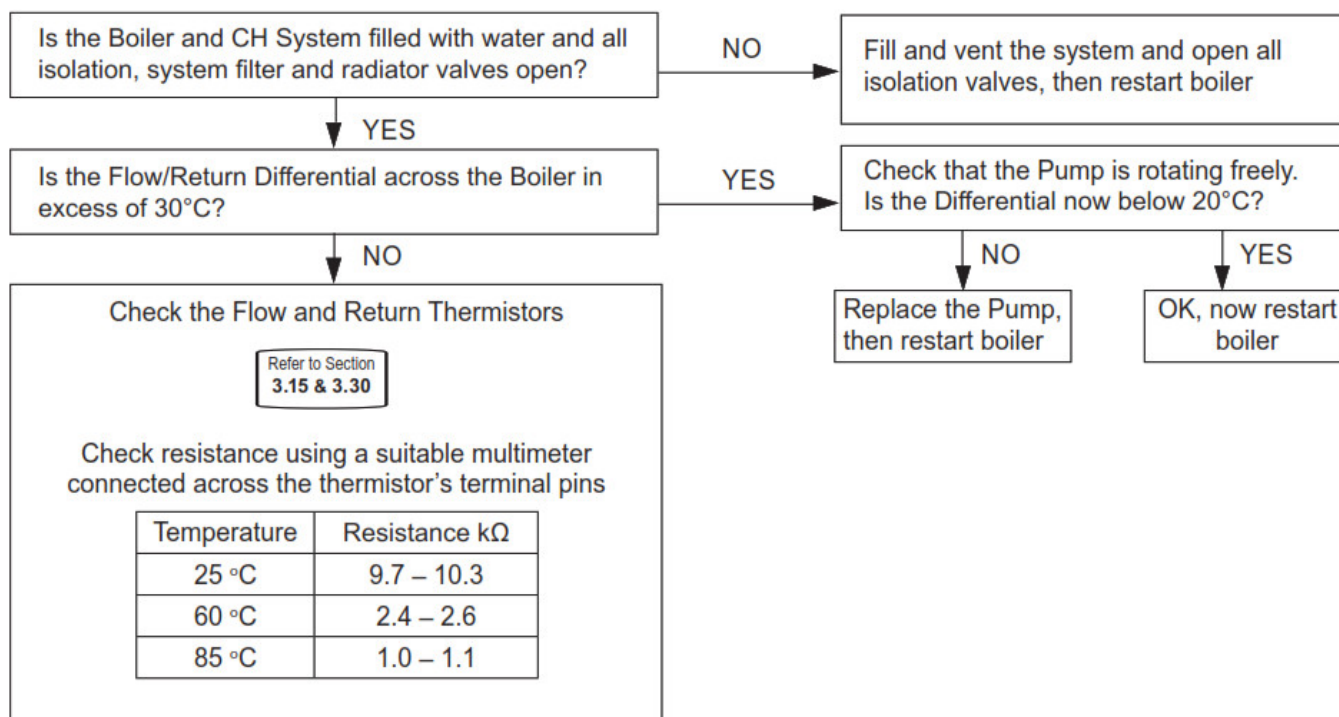 Is the Boiler and CH System filled with water and all
isolation, system filter and radiator valves open?
NO
Fill and vent the system and open all
isolation valves, then restart boiler
YES
Is the Flow/Return Differential across the Boiler in
excess of 30°C?
YES
Check that the Pump is rotating freely.
Is the Differential now below 20°C?
NO
NO
YES
Replace the Pump,
then restart boiler
OK, now restart
boiler
Check the Flow and Return Thermistors
Refer to Section
3.15 & 3.30
Check resistance using a suitable multimeter
connected across the thermistor’s terminal pins
Temperature Resistance kΩ
25 °C 9.7 – 10.3
60 °C 2.4 – 2.6
85 °C 1.0 – 1.1